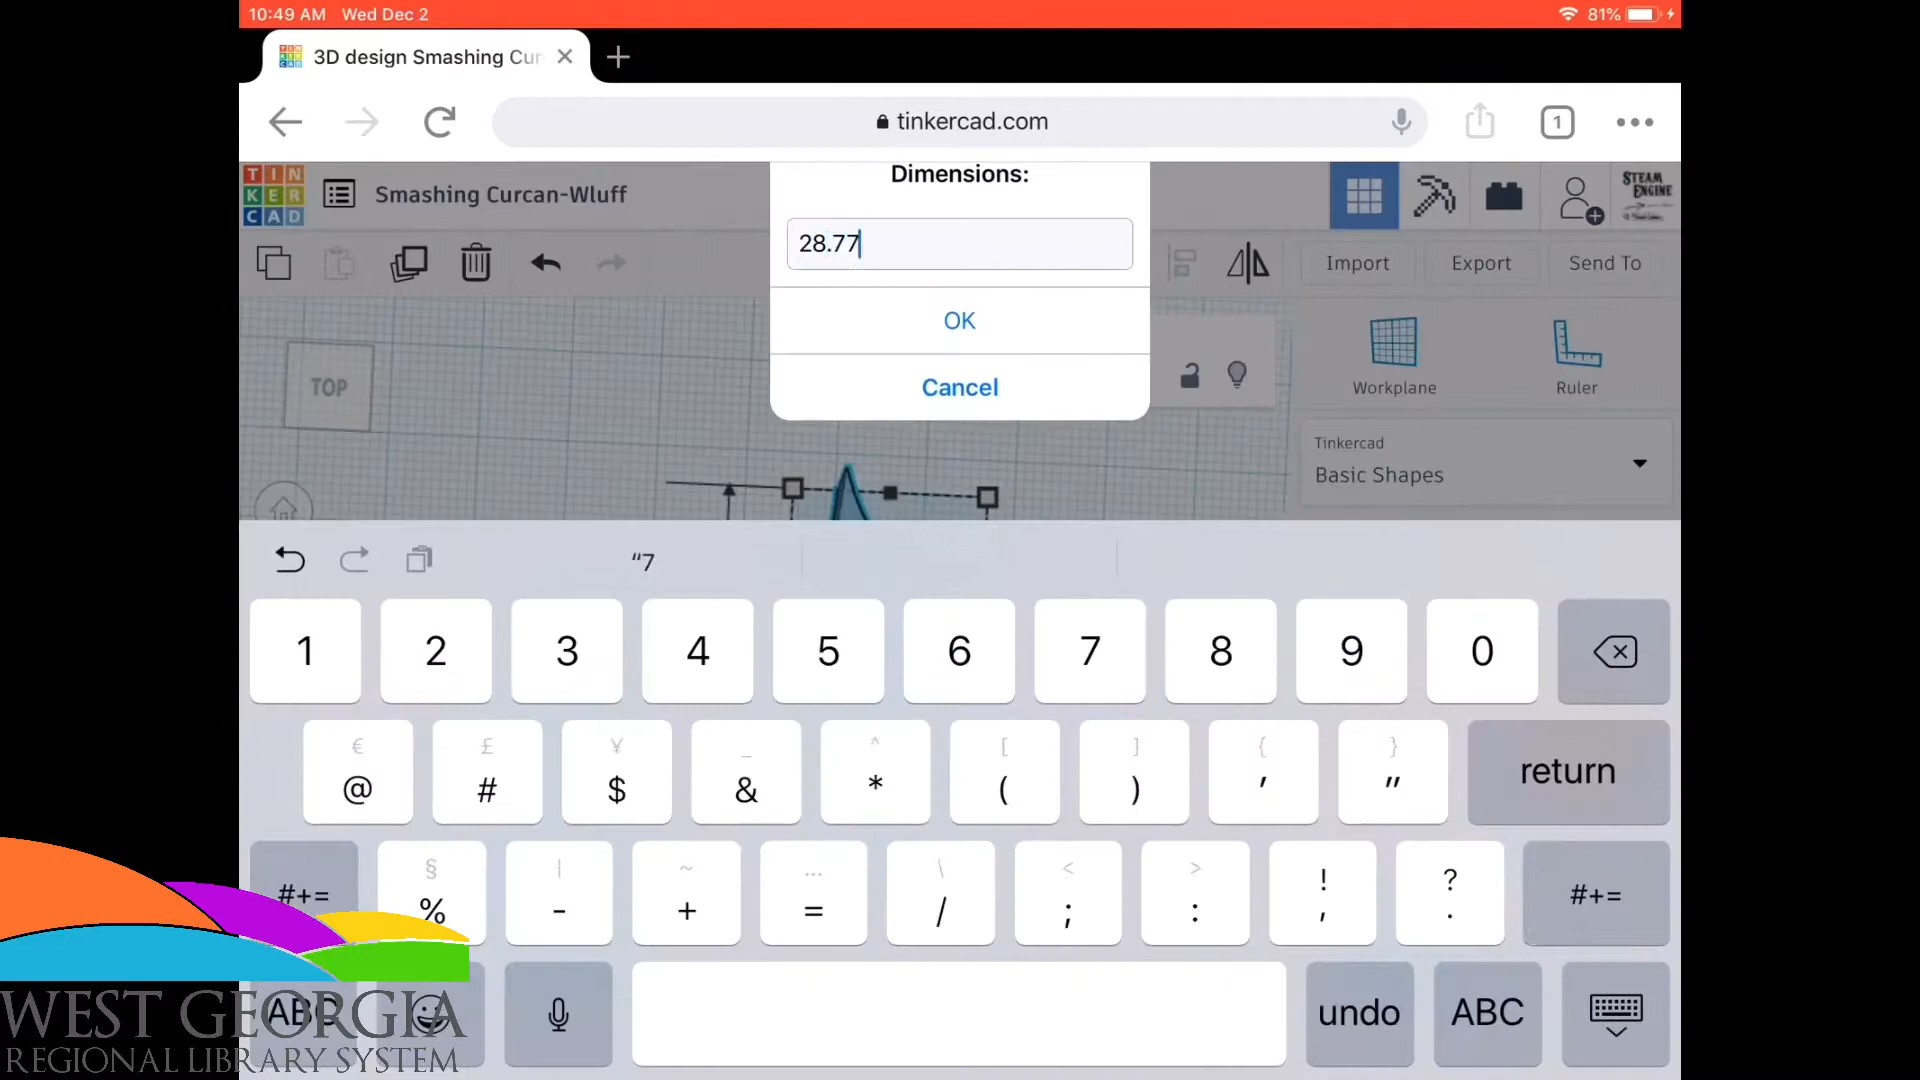 10:49 AM Wed Dec 2
81%
3D design Smashing Cur
tinkercad.com
1
TIN
KER
CAD
Smashing Curcan-Wluff
Dimensions:
28.77
OK
Cancel
STEAM
ENGINE
Import Export Send To
TOP
Workplane Ruler
Tinkercad
Basic Shapes
“7
1 2 3 4 5 6 7 8 9 0
€ £ ¥ _ ^ [ ] { }
@ # $ & * ( ) ' " return
§ | ~ … \ < > ! ?
#+= % - + = / ; : , . #+=
ABC undo ABC
WEST GEORGIA
REGIONAL LIBRARY SYSTEM